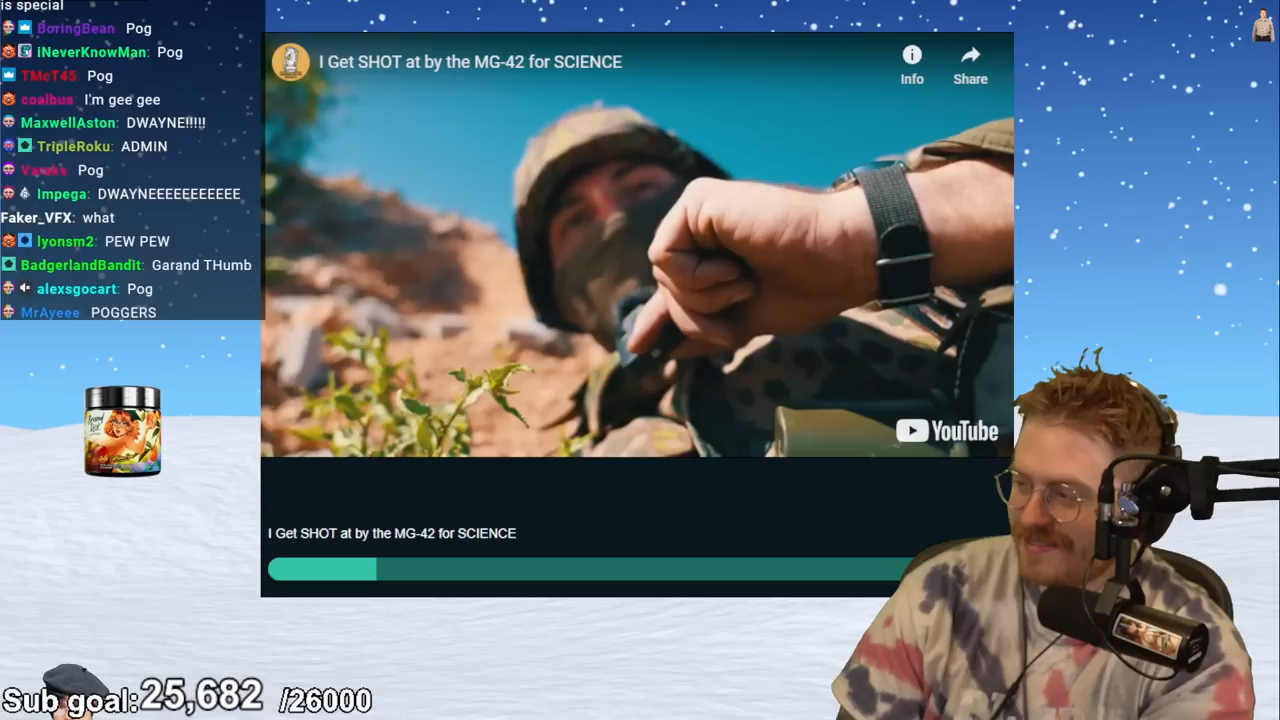 is special
BoringBean Pog
iNeverKnowMan: Pog
TMcT45 Pog
coalbus I'm gee gee
MaxwellAston: DWAYNE!!!!!
TripleRoku: ADMIN
Pog
Impega: DWAYNEEEEEEEEEEE
Faker_VFX: what
lyonsm2: PEW PEW
BadgerlandBandit: Garand THumb
alexsgocart: Pog
MrAyeee POGGERS
I Get SHOT at by the MG-42 for SCIENCE
Info
Share
YouTube
I Get SHOT at by the MG-42 for SCIENCE
Sub goal: 25,682 /26000